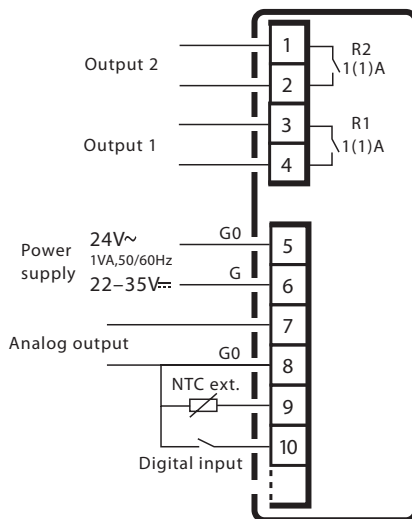 1
R2
Output 2
1(1)A
2
3
R1
Output 1
1(1)A
4
24V~
G0
5
Power
supply
1VA,50/60Hz
22–35V⎓
G
6
7
Analog output
G0
8
NTC ext.
9
10
Digital input